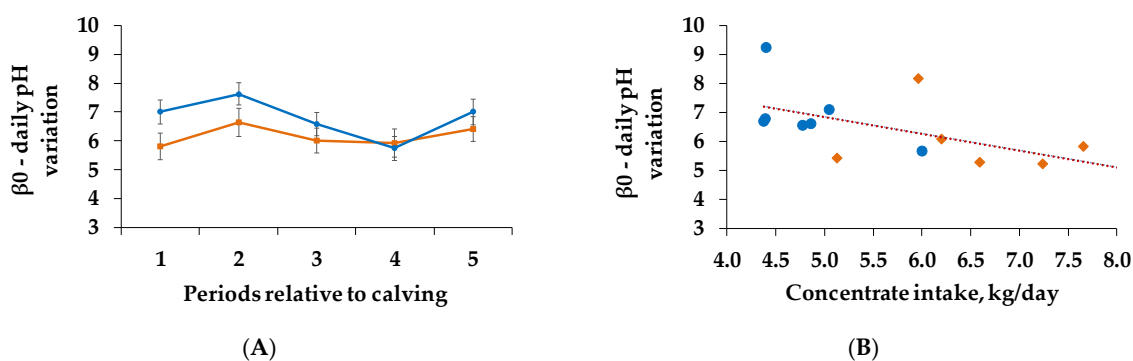 β0 - daily pH
variation
10
9
8
7
6
5
4
3
1 2 3 4 5
Periods relative to calving
(A)
β0 - daily pH
variation
10
9
8
7
6
5
4
3
4.0 4.5 5.0 5.5 6.0 6.5 7.0 7.5 8.0
Concentrate intake, kg/day
(B)